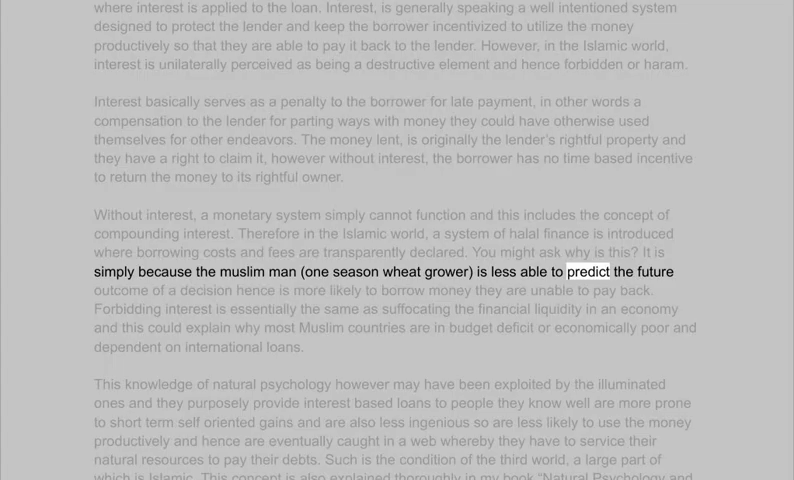 where interest is applied to the loan. Interest, is generally speaking a well intentioned system
designed to protect the lender and keep the borrower incentivized to utilize the money
productively so that they are able to pay it back to the lender. However, in the Islamic world,
interest is unilaterally perceived as being a destructive element and hence forbidden or haram.
Interest basically serves as a penalty to the borrower for late payment, in other words a
compensation to the lender for parting ways with money they could have otherwise used
themselves for other endeavors. The money lent, is originally the lender's rightful property and
they have a right to claim it, however without interest, the borrower has no time based incentive
to return the money to its rightful owner.
Without interest, a monetary system simply cannot function and this includes the concept of
compounding interest. Therefore in the Islamic world, a system of halal finance is introduced
where borrowing costs and fees are transparently declared. You might ask why is this? It is
simply because the muslim man (one season wheat grower) is less able to predict the future
outcome of a decision hence is more likely to borrow money they are unable to pay back.
Forbidding interest is essentially the same as suffocating the financial liquidity in an economy
and this could explain why most Muslim countries are in budget deficit or economically poor and
dependent on international loans.
This knowledge of natural psychology however may have been exploited by the illuminated
ones and they purposely provide interest based loans to people they know well are more prone
to short term self oriented gains and are also less ingenious so are less likely to use the money
productively and hence are eventually caught in a web whereby they have to service their
natural resources to pay their debts. Such is the condition of the third world, a large part of
which is Islamic. This concept is also explained thoroughly in my book "Natural Psychology and